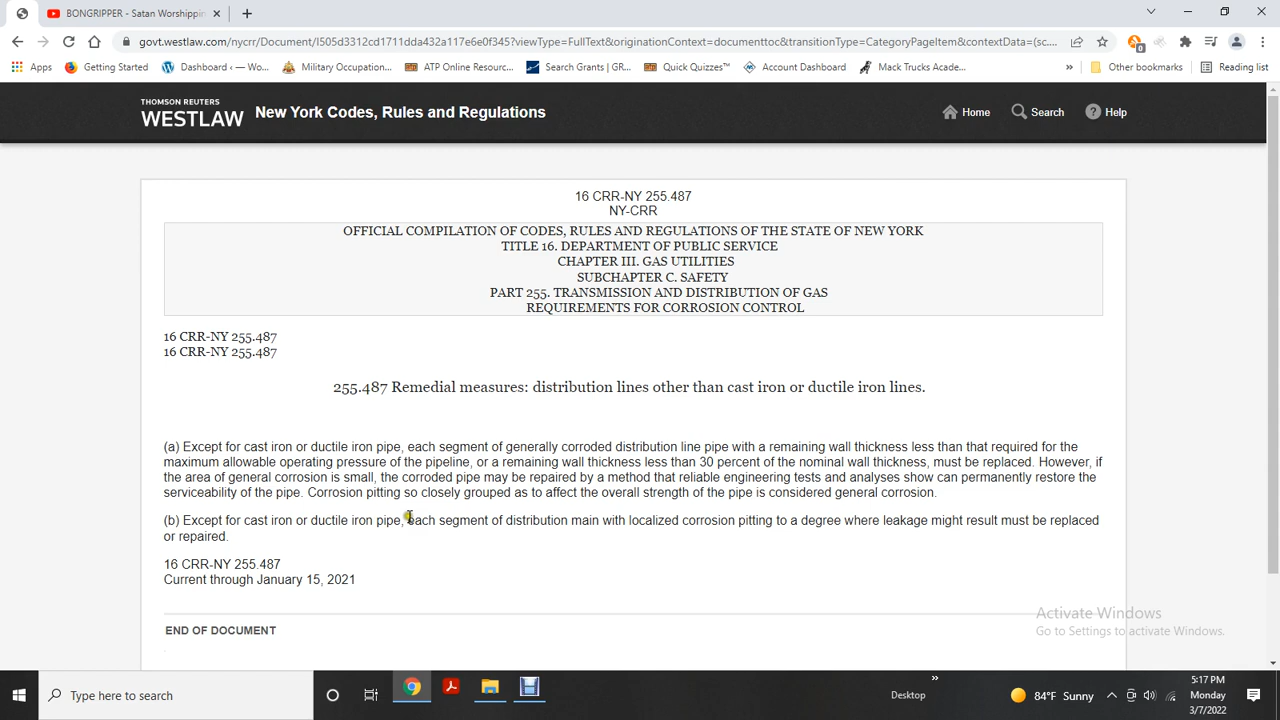 BONGRIPPER - Satan Worshippin
govt.westlaw.com/nycrr/Document/I505d3312cd1711dda432a117e6e0f345?viewType=FullText&originationContext=documenttoc&transitionType=CategoryPageItem&contextData=(sc...
Apps
Getting Started
Dashboard ‹ — Wo...
Military Occupation...
ATP Online Resourc...
Search Grants | GR...
Quick Quizzes™
Account Dashboard
Mack Trucks Acade...
»
Other bookmarks
Reading list
THOMSON REUTERS
WESTLAW
New York Codes, Rules and Regulations
Home
Search
Help
16 CRR-NY 255.487
NY-CRR
OFFICIAL COMPILATION OF CODES, RULES AND REGULATIONS OF THE STATE OF NEW YORK
TITLE 16. DEPARTMENT OF PUBLIC SERVICE
CHAPTER III. GAS UTILITIES
SUBCHAPTER C. SAFETY
PART 255. TRANSMISSION AND DISTRIBUTION OF GAS
REQUIREMENTS FOR CORROSION CONTROL
16 CRR-NY 255.487
16 CRR-NY 255.487
255.487 Remedial measures: distribution lines other than cast iron or ductile iron lines.
(a) Except for cast iron or ductile iron pipe, each segment of generally corroded distribution line pipe with a remaining wall thickness less than that required for the
maximum allowable operating pressure of the pipeline, or a remaining wall thickness less than 30 percent of the nominal wall thickness, must be replaced. However, if
the area of general corrosion is small, the corroded pipe may be repaired by a method that reliable engineering tests and analyses show can permanently restore the
serviceability of the pipe. Corrosion pitting so closely grouped as to affect the overall strength of the pipe is considered general corrosion.
(b) Except for cast iron or ductile iron pipe, each segment of distribution main with localized corrosion pitting to a degree where leakage might result must be replaced
or repaired.
16 CRR-NY 255.487
Current through January 15, 2021
END OF DOCUMENT
Activate Windows
Go to Settings to activate Windows.
Type here to search
Desktop
»
84°F Sunny
5:17 PM
Monday
3/7/2022